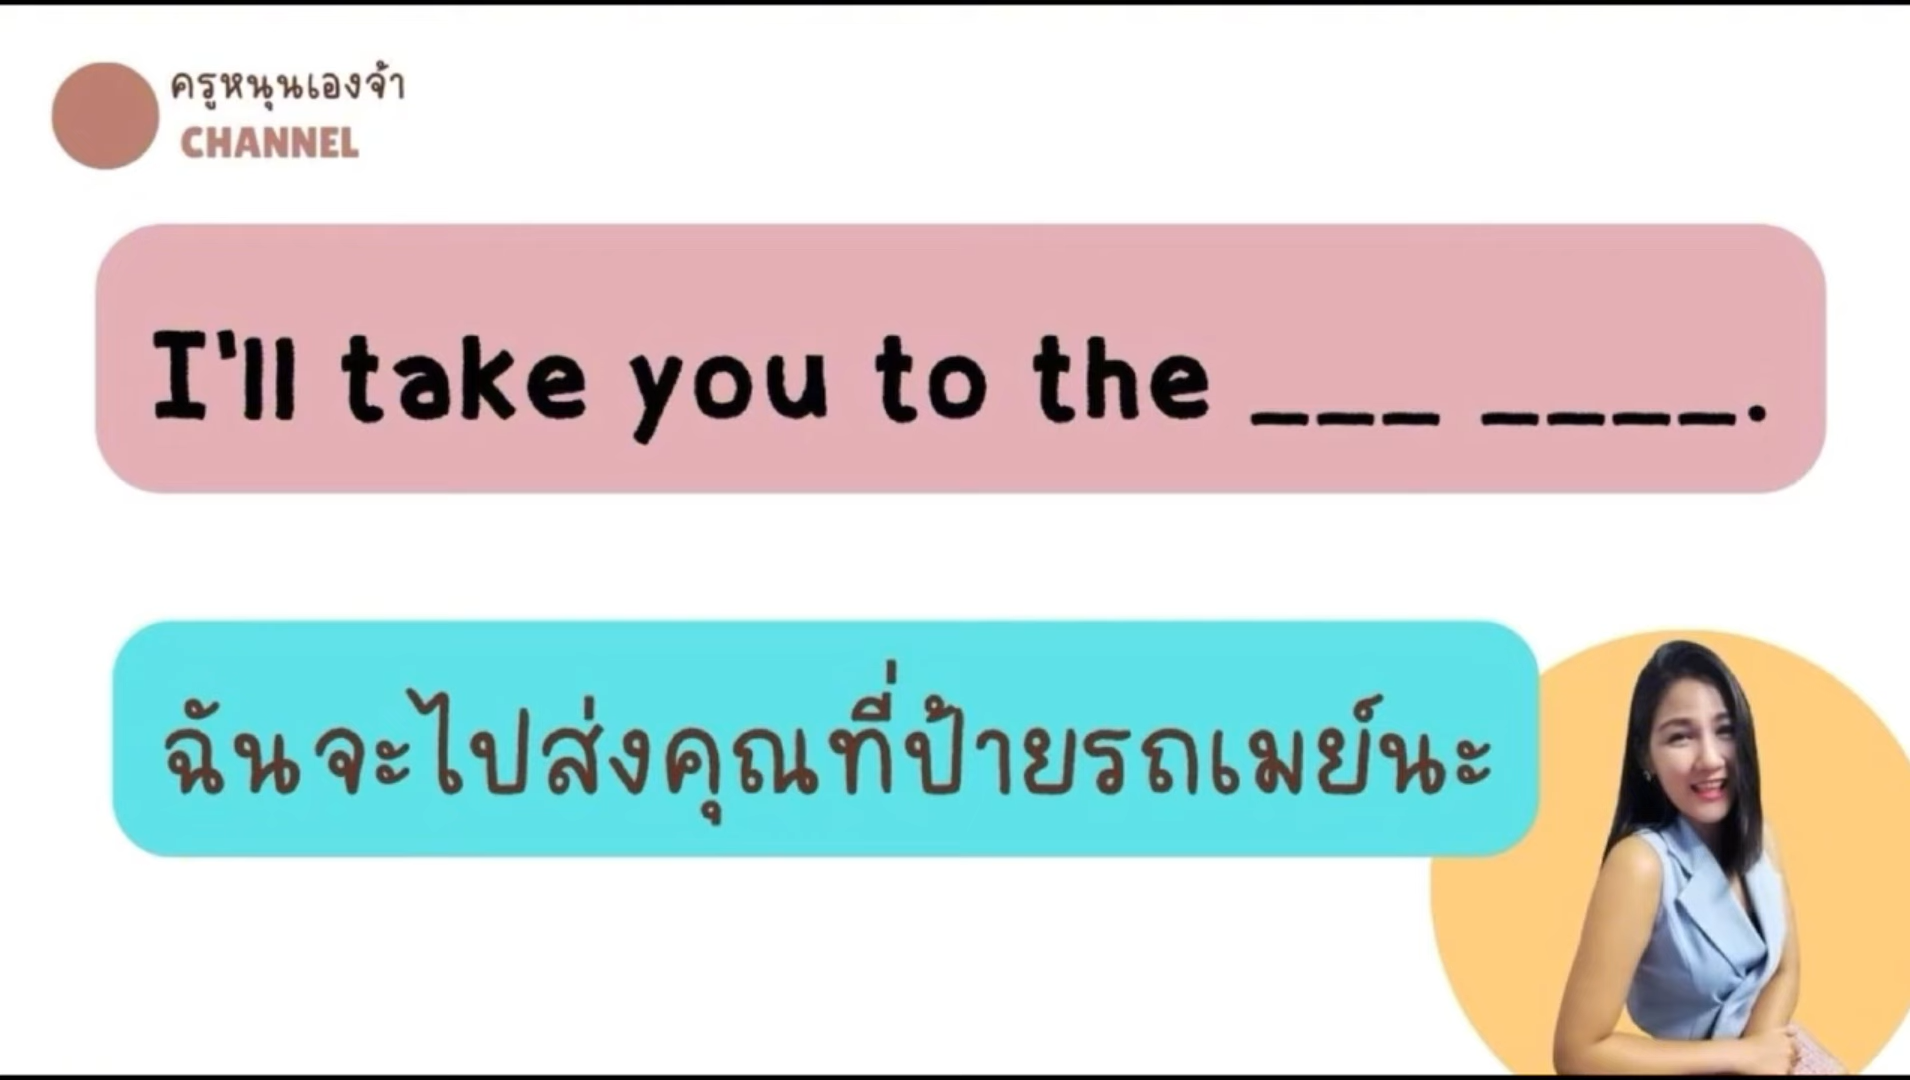 ครูหนุนเองจ้า
CHANNEL
I'll take you to the ___ ____.
ฉันจะไปส่งคุณที่ป้ายรถเมย์นะ